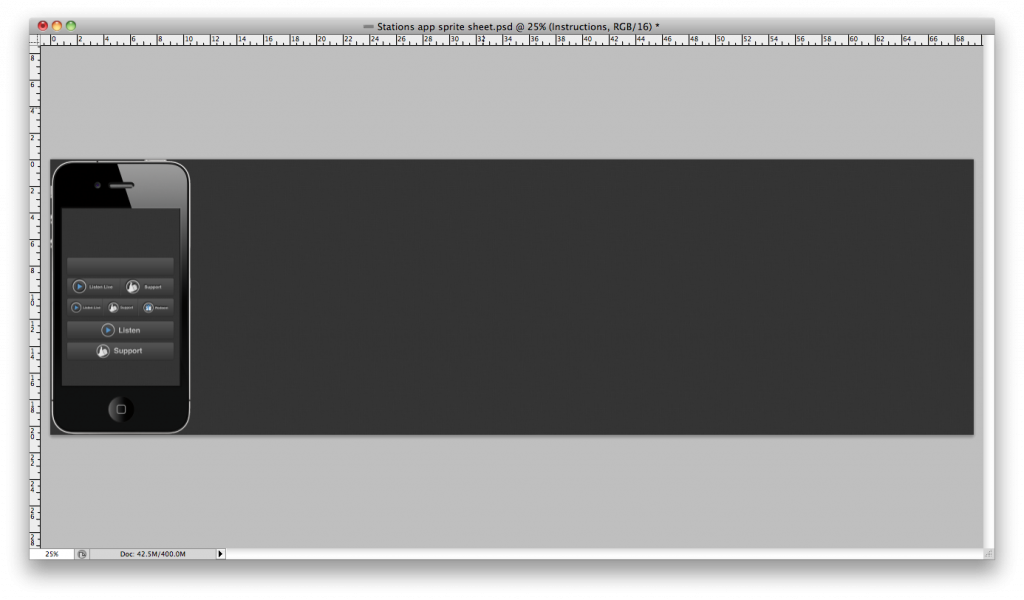 Stations app sprite sheet.psd @ 25% (Instructions, RGB/16) *
0 2 4 6 8 10 12 14 16 18 20 22 24 26 28 30 32 34 36 38 40 42 44 46 48 50 52 54 56 58 60 62 64 66 68
8
6
4
2
0
2
4
6
8
10
12
14
16
18
20
22
24
26
28
Listen Live Support
Listen Live Support
Listen
Support
25% Doc: 42.5M/400.0M